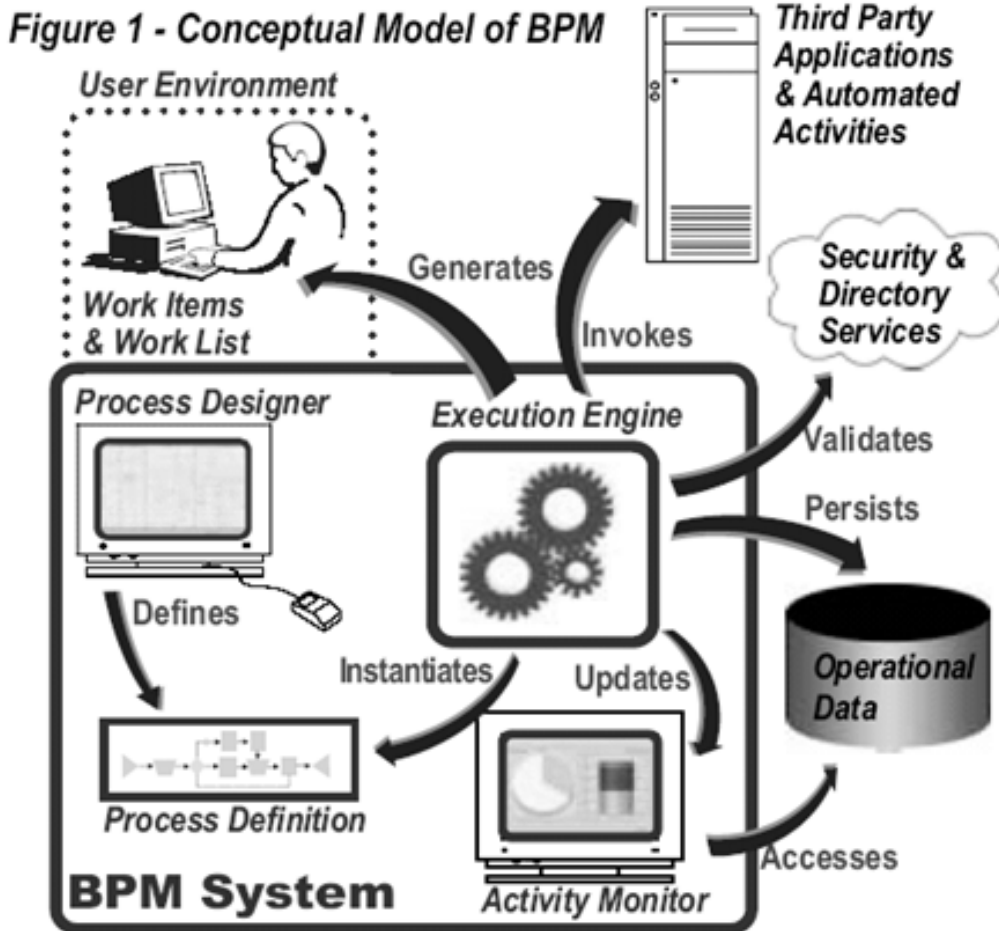 Figure 1 - Conceptual Model of BPM
Third Party
Applications
& Automated
Activities
User Environment
Generates
Invokes
Security &
Directory
Services
Work Items
& Work List
Process Designer
Execution Engine
Validates
Persists
Defines
Instantiates
Updates
Operational
Data
Process Definition
Accesses
BPM System
Activity Monitor